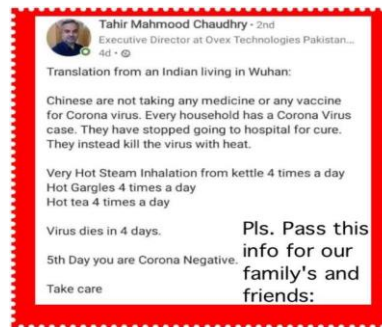 Tahir Mahmood Chaudhry • 2nd
Executive Director at Ovex Technologies Pakistan...
4d •
Translation from an Indian living in Wuhan:
Chinese are not taking any medicine or any vaccine
for Corona virus. Every household has a Corona Virus
case. They have stopped going to hospital for cure.
They instead kill the virus with heat.
Very Hot Steam Inhalation from kettle 4 times a day
Hot Gargles 4 times a day
Hot tea 4 times a day
Virus dies in 4 days.
5th Day you are Corona Negative.
Take care
Pls. Pass this
info for our
family's and
friends: